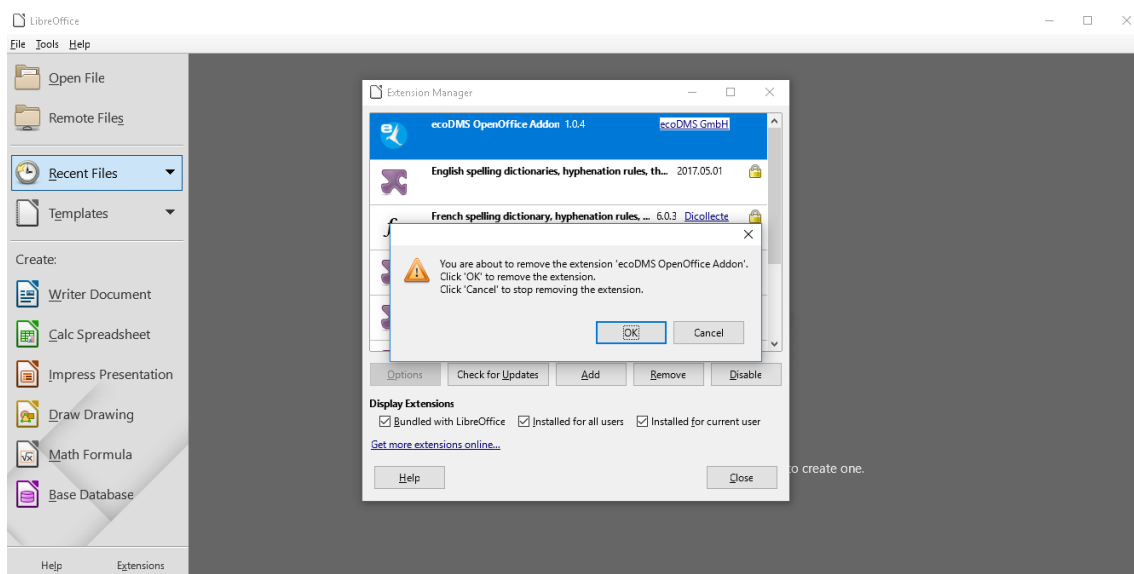 LibreOffice
File Tools Help
Open File
Remote Files
Recent Files
Templates
Create:
Writer Document
Calc Spreadsheet
Impress Presentation
Draw Drawing
Math Formula
Base Database
Help Extensions
Extension Manager
ecoDMS OpenOffice Addon 1.0.4 ecoDMS GmbH
English spelling dictionaries, hyphenation rules, th... 2017.05.01
French spelling dictionary, hyphenation rules, ... 6.0.3 Dicollecte
You are about to remove the extension 'ecoDMS OpenOffice Addon'.
Click 'OK' to remove the extension.
Click 'Cancel' to stop removing the extension.
OK Cancel
Options Check for Updates Add Remove Disable
Display Extensions
Bundled with LibreOffice Installed for all users Installed for current user
Get more extensions online...
Help Close
to create one.